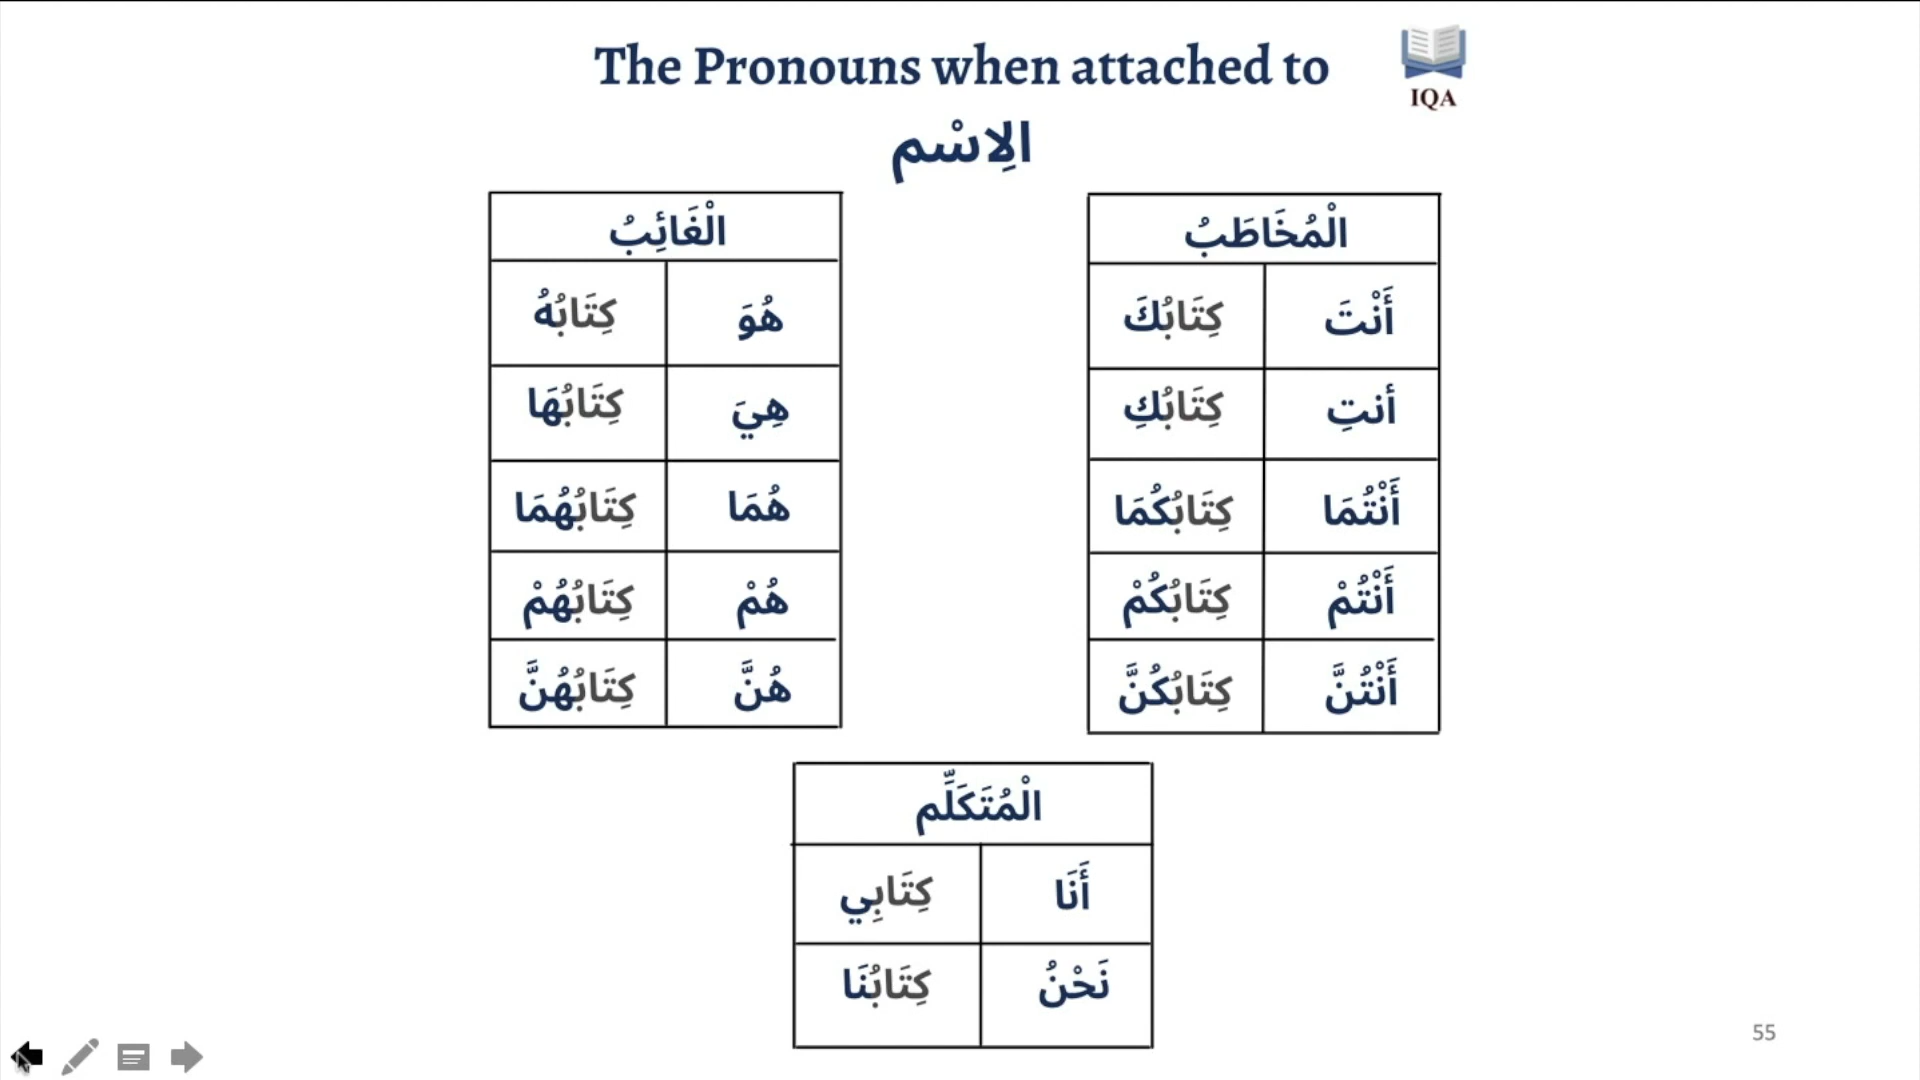 The Pronouns when attached to
الِاسْم
IQA
الْمُخَاطَبُ
أَنْتَ كِتَابُكَ
أنتِ كِتَابُكِ
أَنْتُمَا كِتَابُكُمَا
أَنْتُمْ كِتَابُكُمْ
أَنْتُنَّ كِتَابُكُنَّ
الْغَائِبُ
هُوَ كِتَابُهُ
هِيَ كِتَابُهَا
هُمَا كِتَابُهُمَا
هُمْ كِتَابُهُمْ
هُنَّ كِتَابُهُنَّ
الْمُتَكَلِّم
أَنَا كِتَابِي
نَحْنُ كِتَابُنَا
55